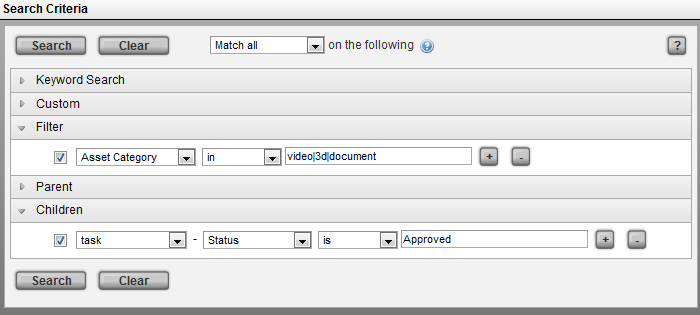 Search Criteria
Search Clear Match all on the following ?
?
Keyword Search
Custom
Filter
Asset Category in video|3d|document + -
Parent
Children
task - Status is Approved + -
Search Clear